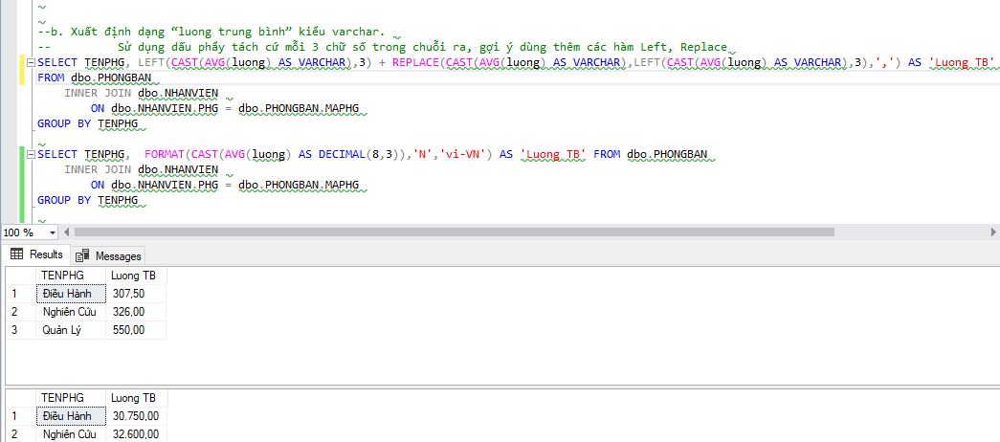 --b. Xuất định dạng “luong trung bình” kiểu varchar.
-- Sử dụng dấu phẩy tách cứ mỗi 3 chữ số trong chuỗi ra, gợi ý dùng thêm các hàm Left, Replace
SELECT TENPHG, LEFT(CAST(AVG(luong) AS VARCHAR),3) + REPLACE(CAST(AVG(luong) AS VARCHAR),LEFT(CAST(AVG(luong) AS VARCHAR),3),',') AS 'Luong TB'
FROM dbo.PHONGBAN
INNER JOIN dbo.NHANVIEN
ON dbo.NHANVIEN.PHG = dbo.PHONGBAN.MAPHG
GROUP BY TENPHG
SELECT TENPHG, FORMAT(CAST(AVG(luong) AS DECIMAL(8,3)),'N','vi-VN') AS 'Luong TB' FROM dbo.PHONGBAN
INNER JOIN dbo.NHANVIEN
ON dbo.NHANVIEN.PHG = dbo.PHONGBAN.MAPHG
GROUP BY TENPHG
100 %
Results Messages
TENPHG Luong TB
1 Điều Hành 307,50
2 Nghiên Cứu 326,00
3 Quản Lý 550,00
TENPHG Luong TB
1 Điều Hành 30.750,00
2 Nghiên Cứu 32.600,00